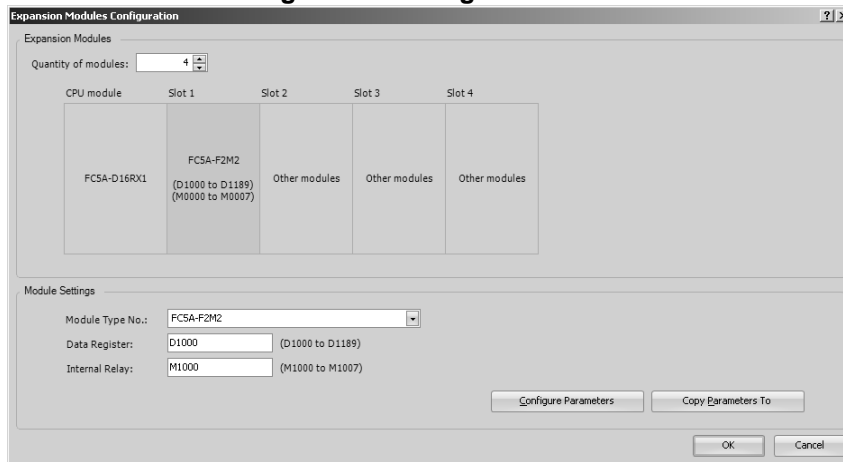 Expansion Modules Configuration
Expansion Modules
Quantity of modules: 4
CPU module Slot 1 Slot 2 Slot 3 Slot 4
FC5A-D16RX1
FC5A-F2M2
(D1000 to D1189)
(M0000 to M0007)
Other modules
Other modules
Other modules
Module Settings
Module Type No.: FC5A-F2M2
Data Register: D1000 (D1000 to D1189)
Internal Relay: M1000 (M1000 to M1007)
Configure Parameters Copy Parameters To
OK Cancel